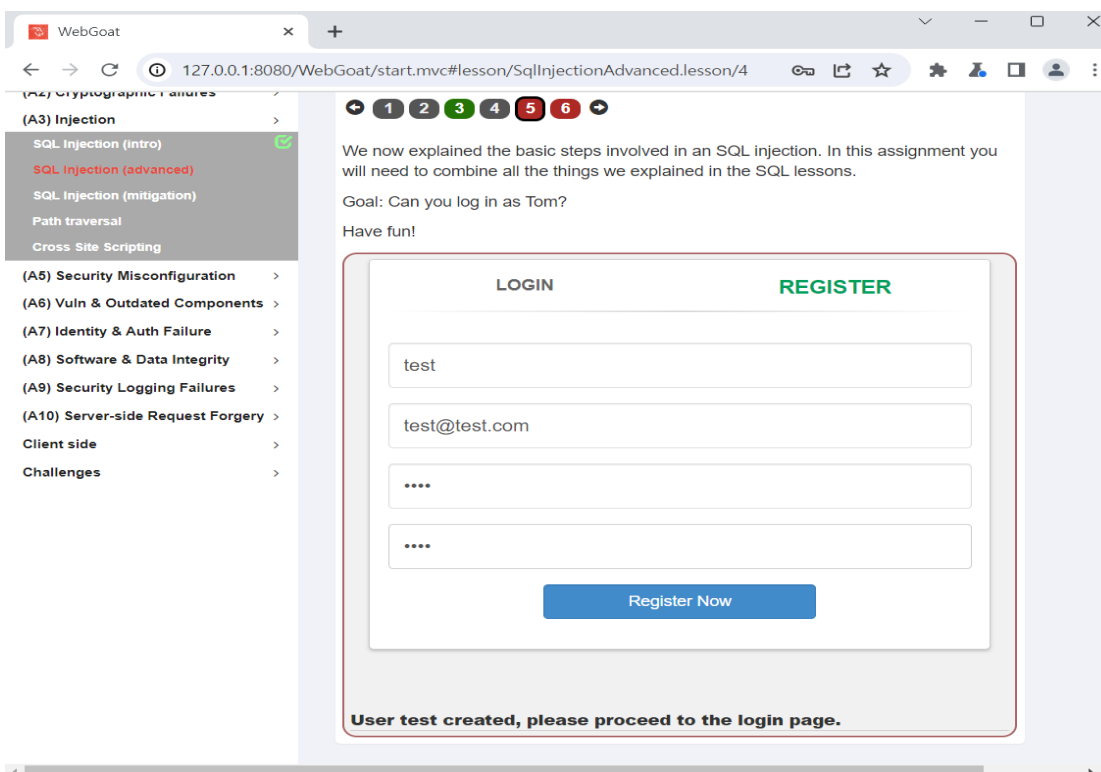 WebGoat
127.0.0.1:8080/WebGoat/start.mvc#lesson/SqlInjectionAdvanced.lesson/4
(A2) Cryptographic Failures
(A3) Injection
SQL Injection (intro)
SQL Injection (advanced)
SQL Injection (mitigation)
Path traversal
Cross Site Scripting
(A5) Security Misconfiguration
(A6) Vuln & Outdated Components
(A7) Identity & Auth Failure
(A8) Software & Data Integrity
(A9) Security Logging Failures
(A10) Server-side Request Forgery
Client side
Challenges
1 2 3 4 5 6
We now explained the basic steps involved in an SQL injection. In this assignment you
will need to combine all the things we explained in the SQL lessons.
Goal: Can you log in as Tom?
Have fun!
LOGIN REGISTER
test
test@test.com
••••
••••
Register Now
User test created, please proceed to the login page.